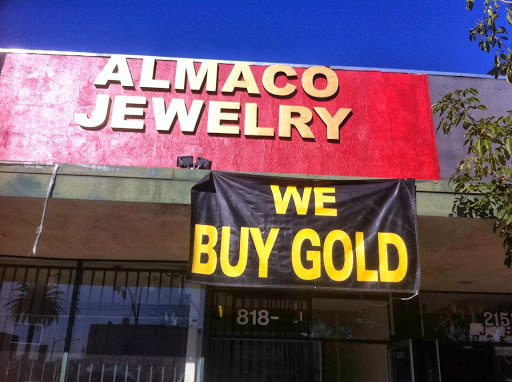 ALMACO
JEWELRY
WE
BUY GOLD
818-
215